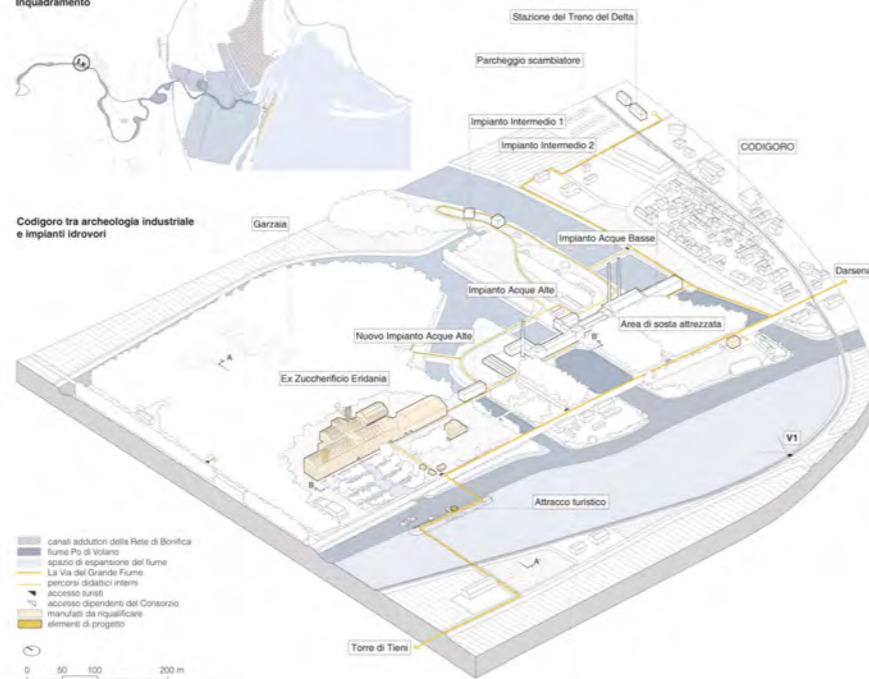 Inquadramento
Stazione del Treno del Delta
Parcheggio scambiatore
Impianto Intermedio 1
Impianto Intermedio 2
CODIGORO
Codigoro tra archeologia industriale
e impianti idrovori
Garzaia
Impianto Acque Basse
Darsena
Impianto Acque Alte
Area di sosta attrezzata
Nuovo Impianto Acque Alte
B'
A
Ex Zuccherificio Eridania
V1
B
Attracco turistico
A'
canali adduttori della Rete di Bonifica
fiume Po di Volano
spazio di espansione del fiume
La Via del Grande Fiume
percorsi didattici interni
accesso turisti
accesso dipendenti del Consorzio
manufatti da riqualificare
elementi di progetto
Torre di Tieni
0 50 100 200 m